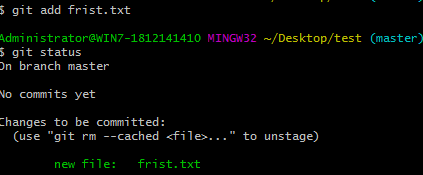 $ git add frist.txt
Administrator@WIN7-1812141410 MINGW32 ~/Desktop/test (master)
$ git status
On branch master
No commits yet
Changes to be committed:
(use "git rm --cached <file>..." to unstage)
new file: frist.txt